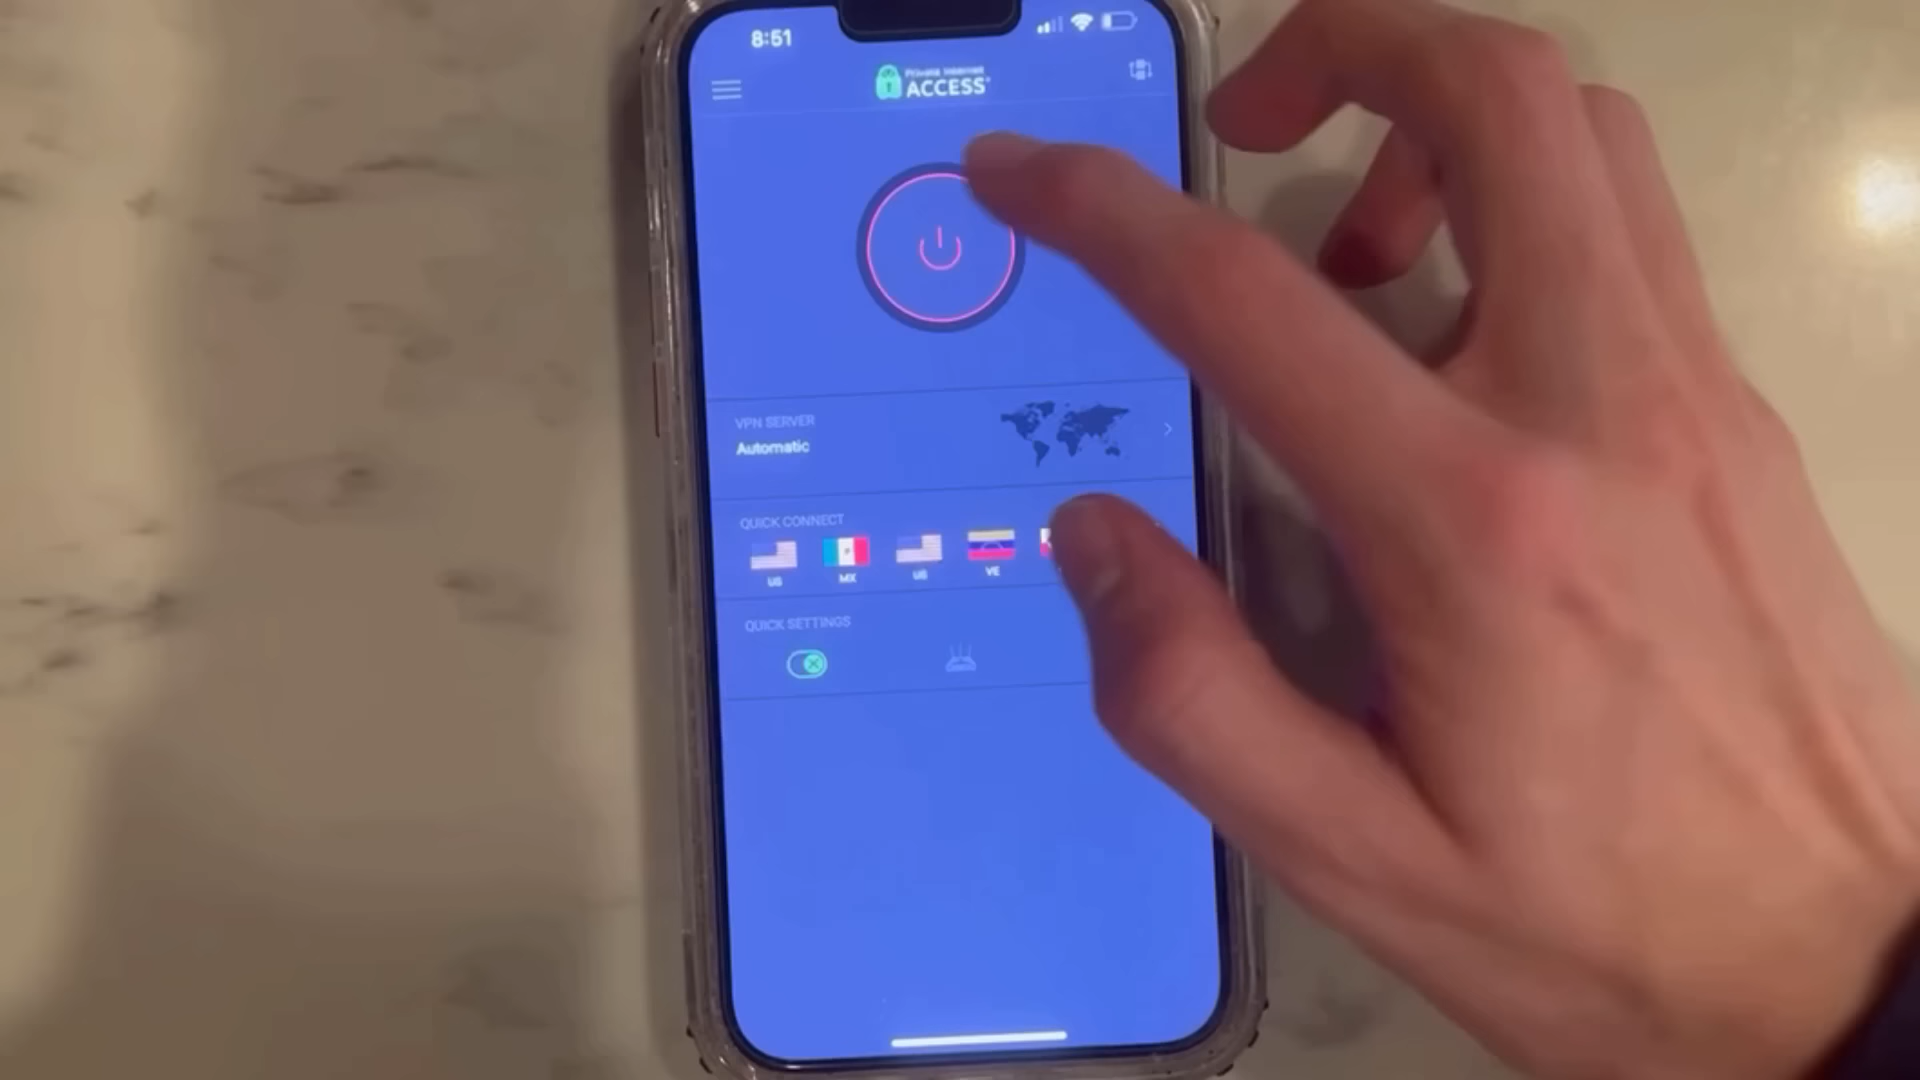 8:51
Private Internet
ACCESS®
VPN SERVER
Automatic
QUICK CONNECT
US MX US VE
QUICK SETTINGS